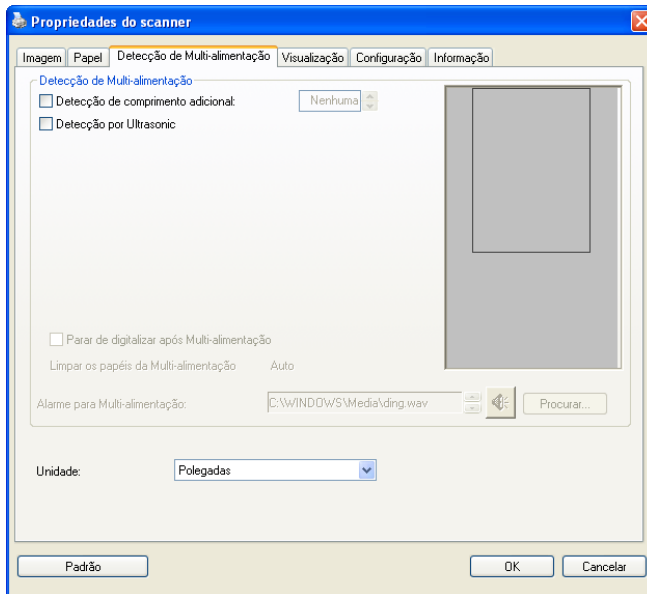 Propriedades do scanner
Imagem Papel Detecção de Multi-alimentação Visualização Configuração Informação
Detecção de Multi-alimentação
Detecção de comprimento adicional: Nenhuma
Detecção por Ultrasonic
Parar de digitalizar após Multi-alimentação
Limpar os papéis da Multi-alimentação Auto
Alarme para Multi-alimentação: C:\WINDOWS\Media\ding.wav Procurar...
Unidade: Polegadas
Padrão OK Cancelar